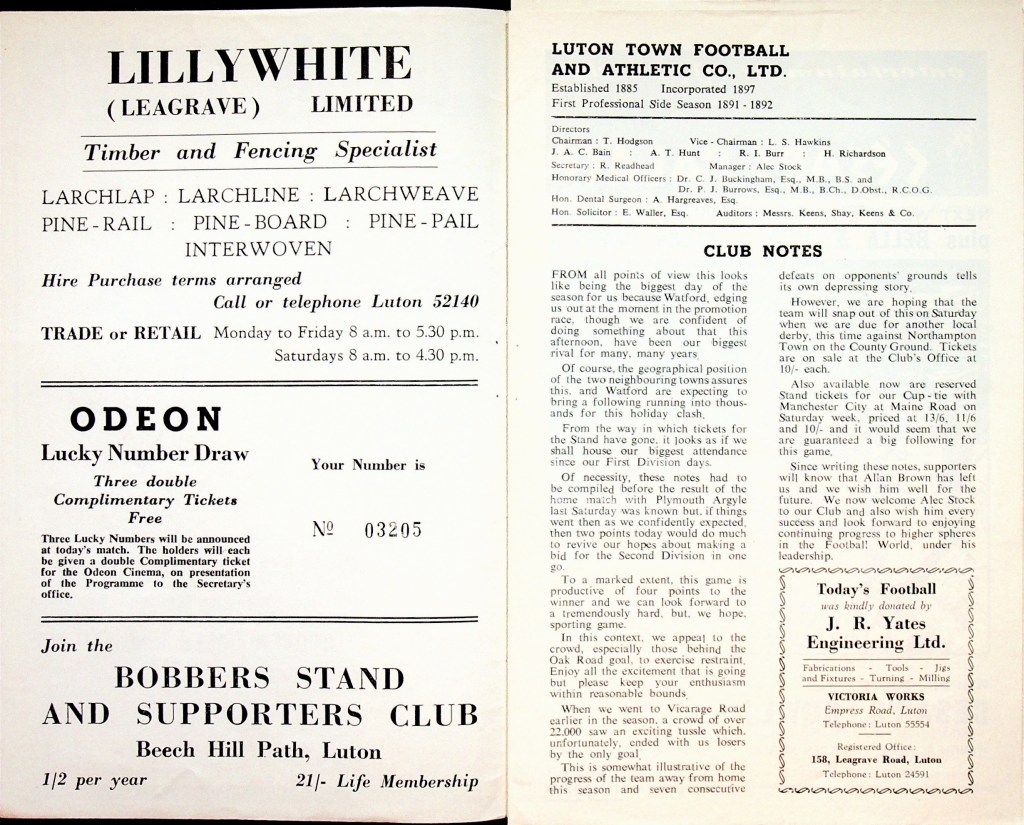 LILLYWHITE
(LEAGRAVE) LIMITED
Timber and Fencing Specialist
LARCHLAP : LARCHLINE : LARCHWEAVE
PINE-RAIL : PINE-BOARD : PINE-PAIL
INTERWOVEN
Hire Purchase terms arranged
Call or telephone Luton 52140
TRADE or RETAIL Monday to Friday 8 a.m. to 5.30 p.m.
Saturdays 8 a.m. to 4.30 p.m.
ODEON
Lucky Number Draw
Three double
Complimentary Tickets
Free
Three Lucky Numbers will be announced
at today's match. The holders will each
be given a double Complimentary ticket
for the Odeon Cinema, on presentation
of the Programme to the Secretary's
office.
Your Number is
Nº 03205
Join the
BOBBERS STAND
AND SUPPORTERS CLUB
Beech Hill Path, Luton
1/2 per year 21/- Life Membership
LUTON TOWN FOOTBALL
AND ATHLETIC CO., LTD.
Established 1885 Incorporated 1897
First Professional Side Season 1891 - 1892
Directors
Chairman : T. Hodgson Vice - Chairman : L. S. Hawkins
J. A. C. Bain : A. T. Hunt : R. I. Burr : H. Richardson
Secretary : R. Readhead Manager : Alec Stock
Honorary Medical Officers : Dr. C. J. Buckingham, Esq., M.B., B.S. and
Dr. P. J. Burrows, Esq., M.B., B.Ch., D.Obst., R.C.O.G.
Hon. Dental Surgeon : A. Hargreaves, Esq.
Hon. Solicitor : E. Waller, Esq. Auditors : Messrs. Keens, Shay, Keens & Co.
CLUB NOTES
FROM all points of view this looks
like being the biggest day of the
season for us because Watford, edging
us out at the moment in the promotion
race, though we are confident of
doing something about that this
afternoon, have been our biggest
rival for many, many years.
Of course, the geographical position
of the two neighbouring towns assures
this, and Watford are expecting to
bring a following running into thous-
ands for this holiday clash.
From the way in which tickets for
the Stand have gone, it looks as if we
shall house our biggest attendance
since our First Division days.
Of necessity, these notes had to
be compiled before the result of the
home match with Plymouth Argyle
last Saturday was known but, if things
went then as we confidently expected,
then two points today would do much
to revive our hopes about making a
bid for the Second Division in one
go.
To a marked extent, this game is
productive of four points to the
winner and we can look forward to
a tremendously hard, but, we hope,
sporting game.
In this context, we appeal to the
crowd, especially those behind the
Oak Road goal, to exercise restraint.
Enjoy all the excitement that is going
but please keep your enthusiasm
within reasonable bounds.
When we went to Vicarage Road
earlier in the season, a crowd of over
22,000 saw an exciting tussle which,
unfortunately, ended with us losers
by the only goal.
This is somewhat illustrative of the
progress of the team away from home
this season and seven consecutive
defeats on opponents' grounds tells
its own depressing story.
However, we are hoping that the
team will snap out of this on Saturday
when we are due for another local
derby, this time against Northampton
Town on the County Ground. Tickets
are on sale at the Club's Office at
10/- each.
Also available now are reserved
Stand tickets for our Cup - tie with
Manchester City at Maine Road on
Saturday week, priced at 13/6, 11/6
and 10/- and it would seem that we
are guaranteed a big following for
this game.
Since writing these notes, supporters
will know that Allan Brown has left
us and we wish him well for the
future. We now welcome Alec Stock
to our Club and also wish him every
success and look forward to enjoying
continuing progress to higher spheres
in the Football World, under his
leadership.
Today's Football
was kindly donated by
J. R. Yates
Engineering Ltd.
Fabrications - Tools - Jigs
and Fixtures - Turning - Milling
VICTORIA WORKS
Empress Road, Luton
Telephone: Luton 55554
Registered Office:
158, Leagrave Road, Luton
Telephone: Luton 24591